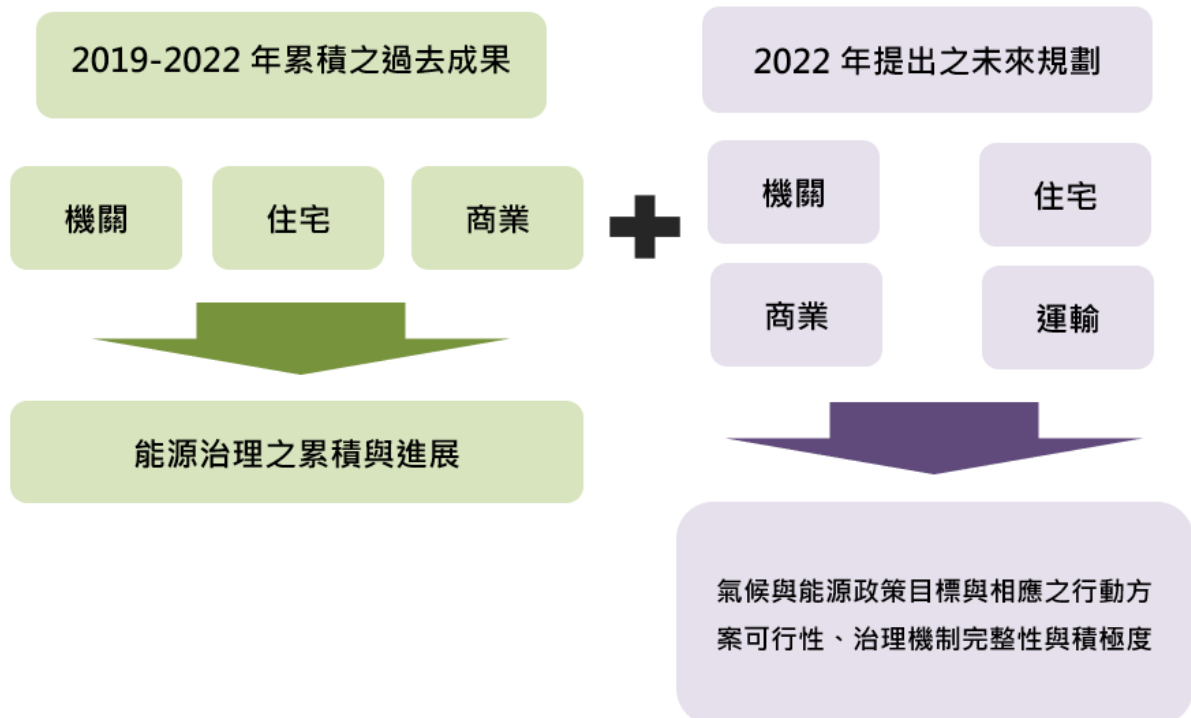 2019-2022 年累積之過去成果
機關
住宅
商業
能源治理之累積與進展
2022 年提出之未來規劃
機關
住宅
商業
運輸
氣候與能源政策目標與相應之行動方
案可行性、治理機制完整性與積極度